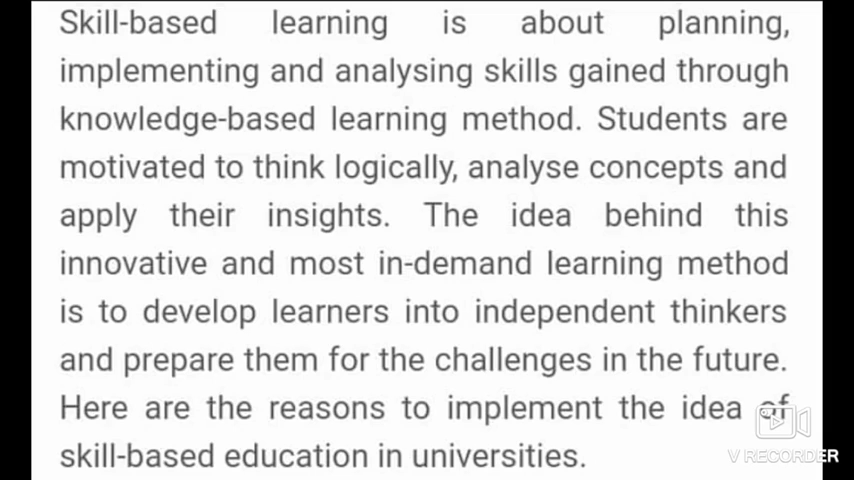 Skill-based learning is about planning,
implementing and analysing skills gained through
knowledge-based learning method. Students are
motivated to think logically, analyse concepts and
apply their insights. The idea behind this
innovative and most in-demand learning method
is to develop learners into independent thinkers
and prepare them for the challenges in the future.
Here are the reasons to implement the idea of
skill-based education in universities.
V RECORDER